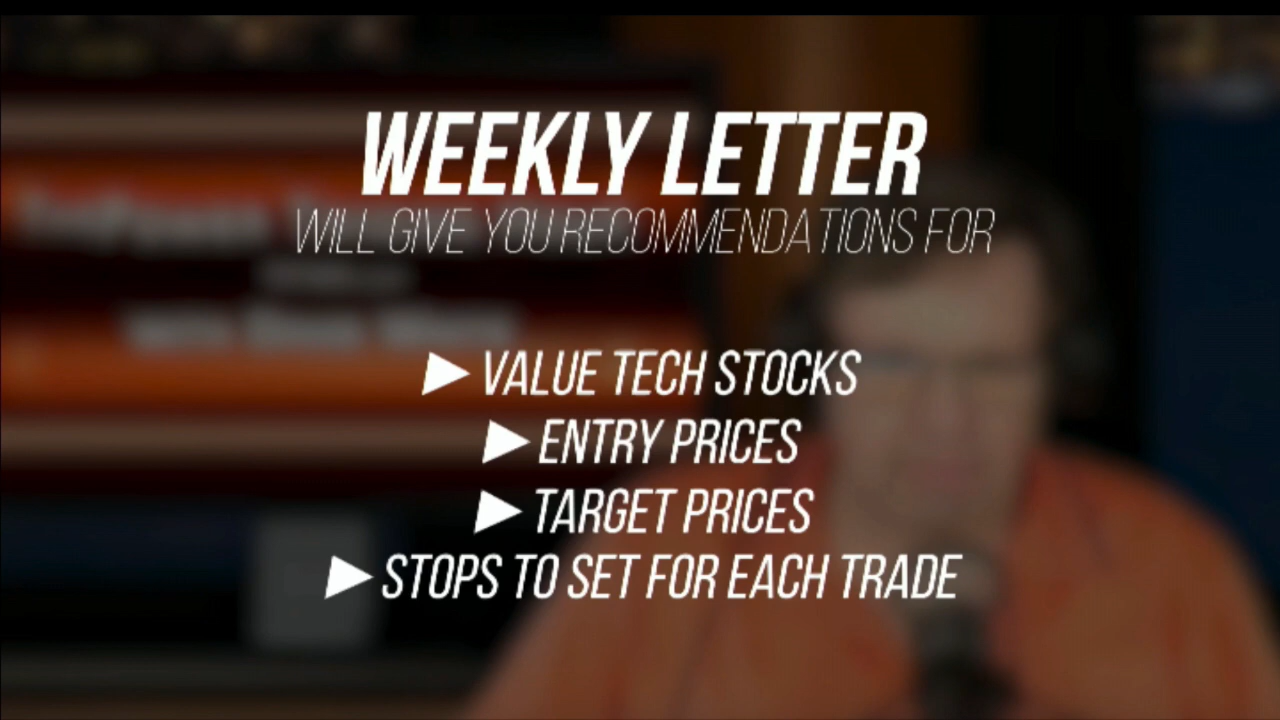 WEEKLY LETTER
WILL GIVE YOU RECOMMENDATIONS FOR
▶ VALUE TECH STOCKS
▶ ENTRY PRICES
▶ TARGET PRICES
▶ STOPS TO SET FOR EACH TRADE